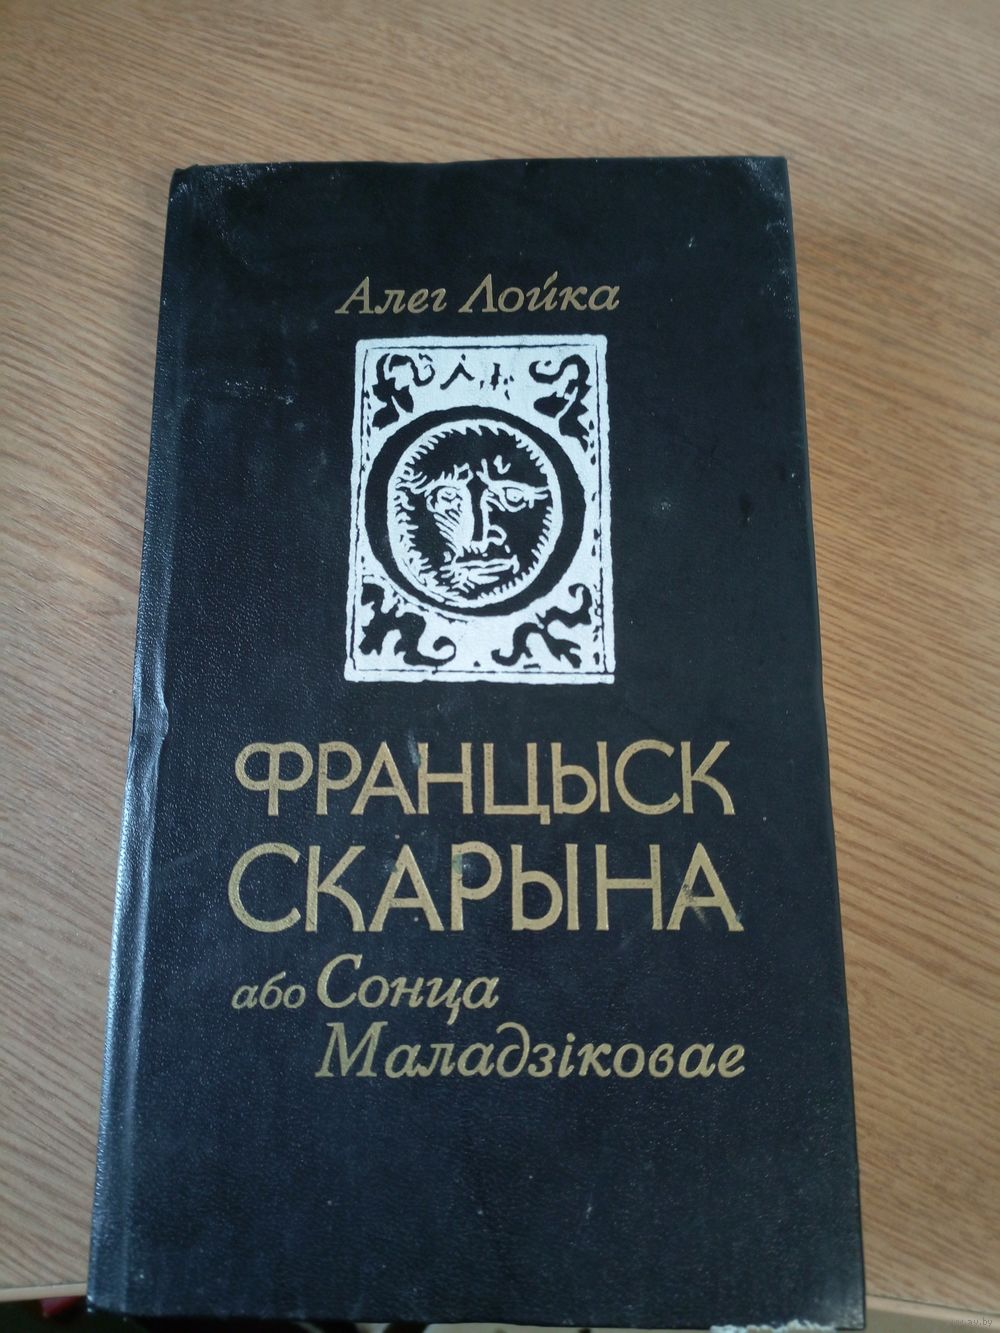 Алег Лойка
ФРАНЦЫСК
СКАРЫНА
або Сонца
Маладзіковае